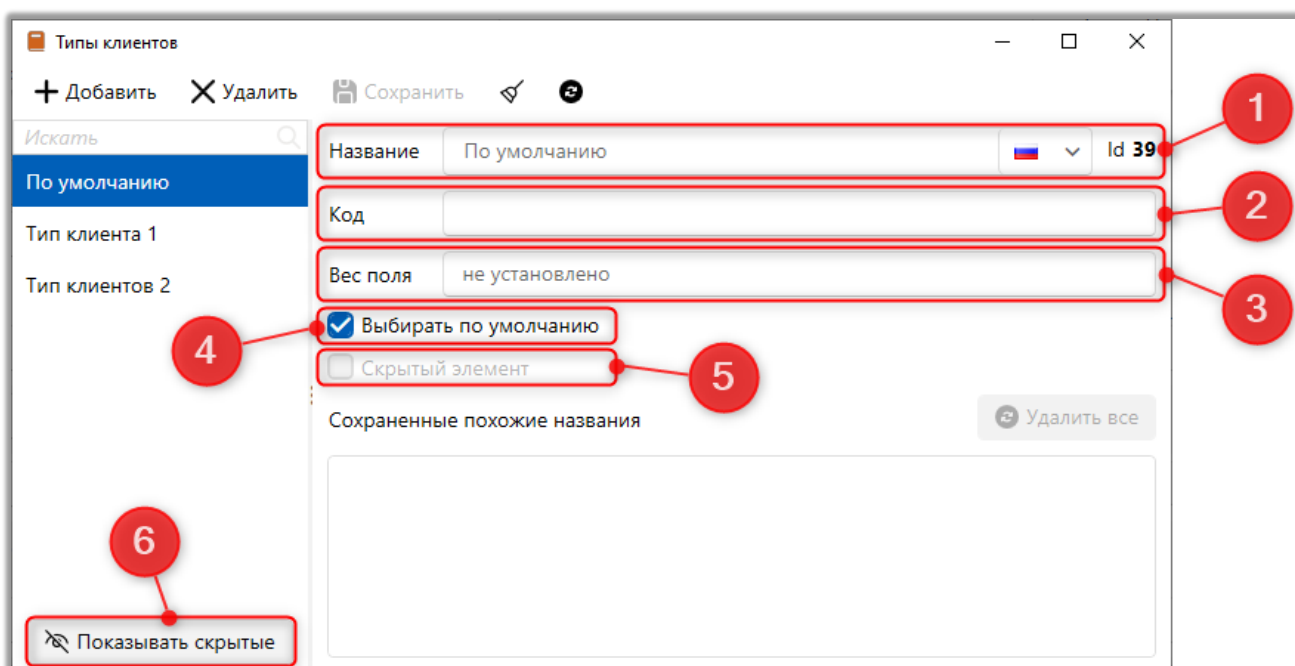 Типы клиентов
Добавить Удалить Сохранить
Искать
Название По умолчанию Id 39
1
По умолчанию
Код
2
Тип клиента 1
Вес поля не установлено
Тип клиентов 2
3
Выбирать по умолчанию
4
Скрытый элемент
5
Сохраненные похожие названия Удалить все
6
Показывать скрытые